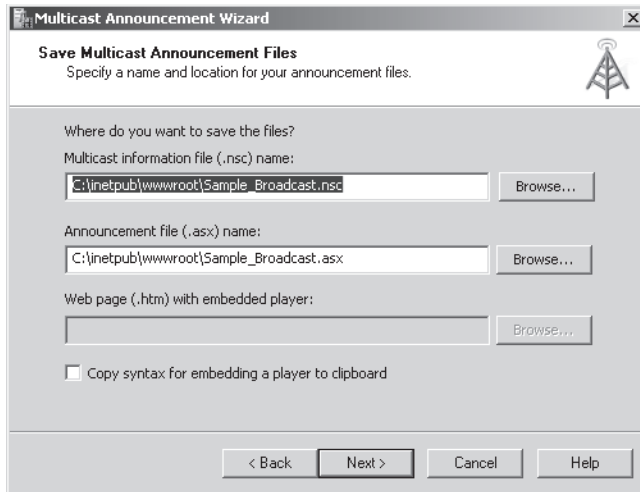 Multicast Announcement Wizard
Save Multicast Announcement Files
Specify a name and location for your announcement files.
Where do you want to save the files?
Multicast information file (.nsc) name:
C:\inetpub\wwwroot\Sample_Broadcast.nsc
Browse...
Announcement file (.asx) name:
C:\inetpub\wwwroot\Sample_Broadcast.asx
Browse...
Web page (.htm) with embedded player:
Browse...
Copy syntax for embedding a player to clipboard
< Back
Next >
Cancel
Help